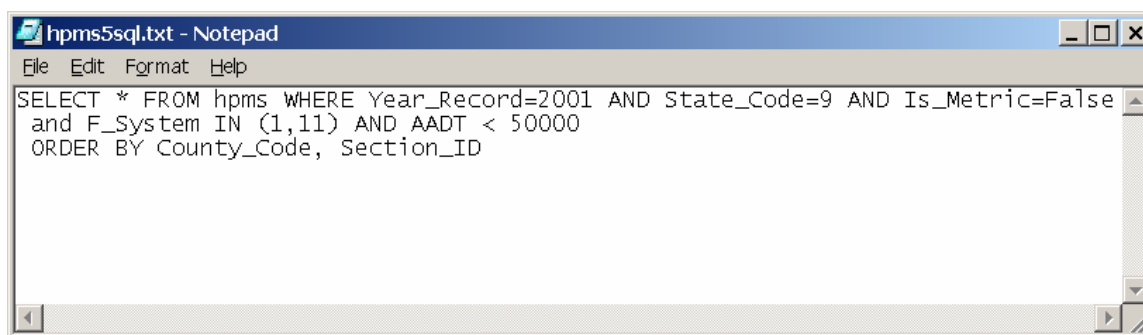 hpms5sql.txt - Notepad
File Edit Format Help
SELECT * FROM hpms WHERE Year_Record=2001 AND State_Code=9 AND Is_Metric=False
and F_System IN (1,11) AND AADT < 50000
ORDER BY County_Code, Section_ID